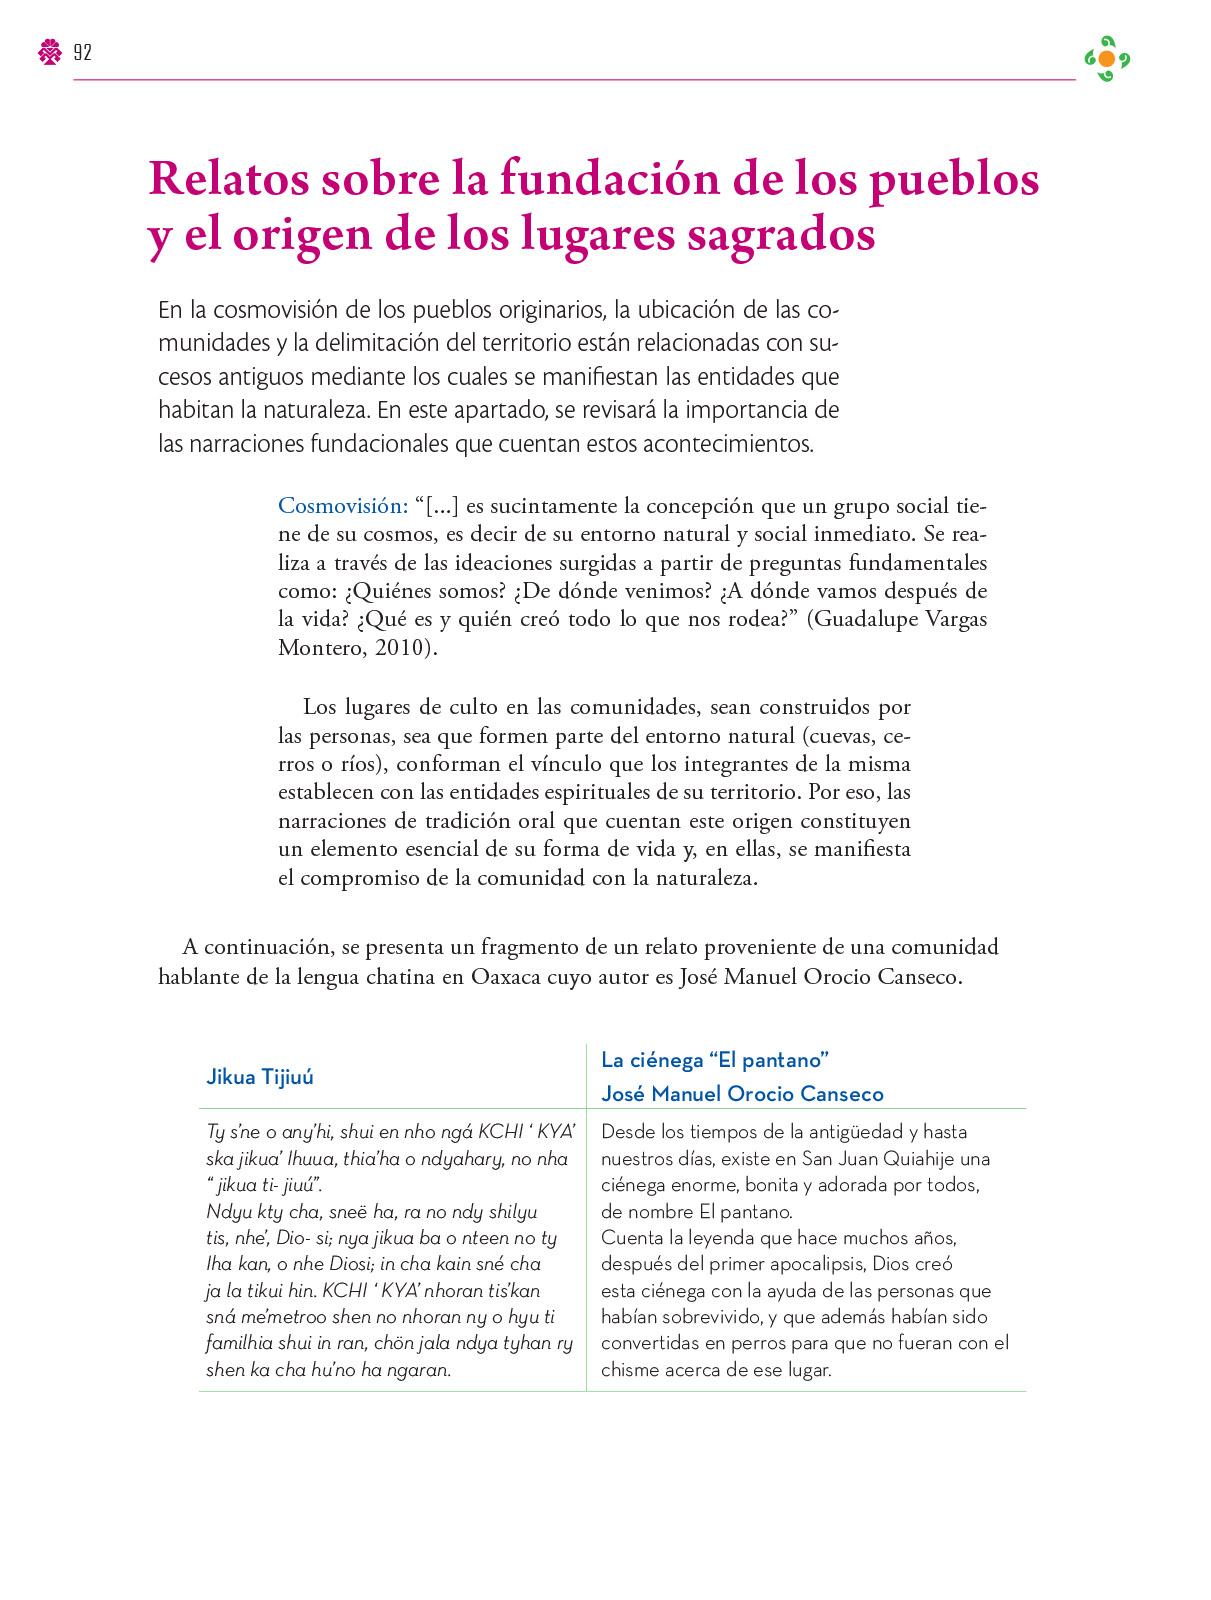 92
Relatos sobre la fundación de los pueblos
y el origen de los lugares sagrados
En la cosmovisión de los pueblos originarios, la ubicación de las co-
munidades y la delimitación del territorio están relacionadas con su-
cesos antiguos mediante los cuales se manifiestan las entidades que
habitan la naturaleza. En este apartado, se revisará la importancia de
las narraciones fundacionales que cuentan estos acontecimientos.
Cosmovisión: “[...] es sucintamente la concepción que un grupo social tie-
ne de su cosmos, es decir de su entorno natural y social inmediato. Se rea-
liza a través de las ideaciones surgidas a partir de preguntas fundamentales
como: ¿Quiénes somos? ¿De dónde venimos? ¿A dónde vamos después de
la vida? ¿Qué es y quién creó todo lo que nos rodea?” (Guadalupe Vargas
Montero, 2010).
Los lugares de culto en las comunidades, sean construidos por
las personas, sea que formen parte del entorno natural (cuevas, ce-
rros o ríos), conforman el vínculo que los integrantes de la misma
establecen con las entidades espirituales de su territorio. Por eso, las
narraciones de tradición oral que cuentan este origen constituyen
un elemento esencial de su forma de vida y, en ellas, se manifiesta
el compromiso de la comunidad con la naturaleza.
A continuación, se presenta un fragmento de un relato proveniente de una comunidad
hablante de la lengua chatina en Oaxaca cuyo autor es José Manuel Orocio Canseco.
Jikua Tijiuú
Ty s’ne o any’hi, shui en nho ngá KCHI ‘ KYA’
ska jikua’ lhuua, thia’ha o ndyahary, no nha
“ jikua ti- jiuú”.
Ndyu kty cha, sneë ha, ra no ndy shilyu
tis, nhe’, Dio- si; nya jikua ba o nteen no ty
lha kan, o nhe Diosi; in cha kain sné cha
ja la tikui hin. KCHI ‘ KYA’ nhoran tis’kan
sná me’metroo shen no nhoran ny o hyu ti
familhia shui in ran, chön jala ndya tyhan ry
shen ka cha hu’no ha ngaran.
La ciénega “El pantano”
José Manuel Orocio Canseco
Desde los tiempos de la antigüedad y hasta
nuestros días, existe en San Juan Quiahije una
ciénega enorme, bonita y adorada por todos,
de nombre El pantano.
Cuenta la leyenda que hace muchos años,
después del primer apocalipsis, Dios creó
esta ciénega con la ayuda de las personas que
habían sobrevivido, y que además habían sido
convertidas en perros para que no fueran con el
chisme acerca de ese lugar.